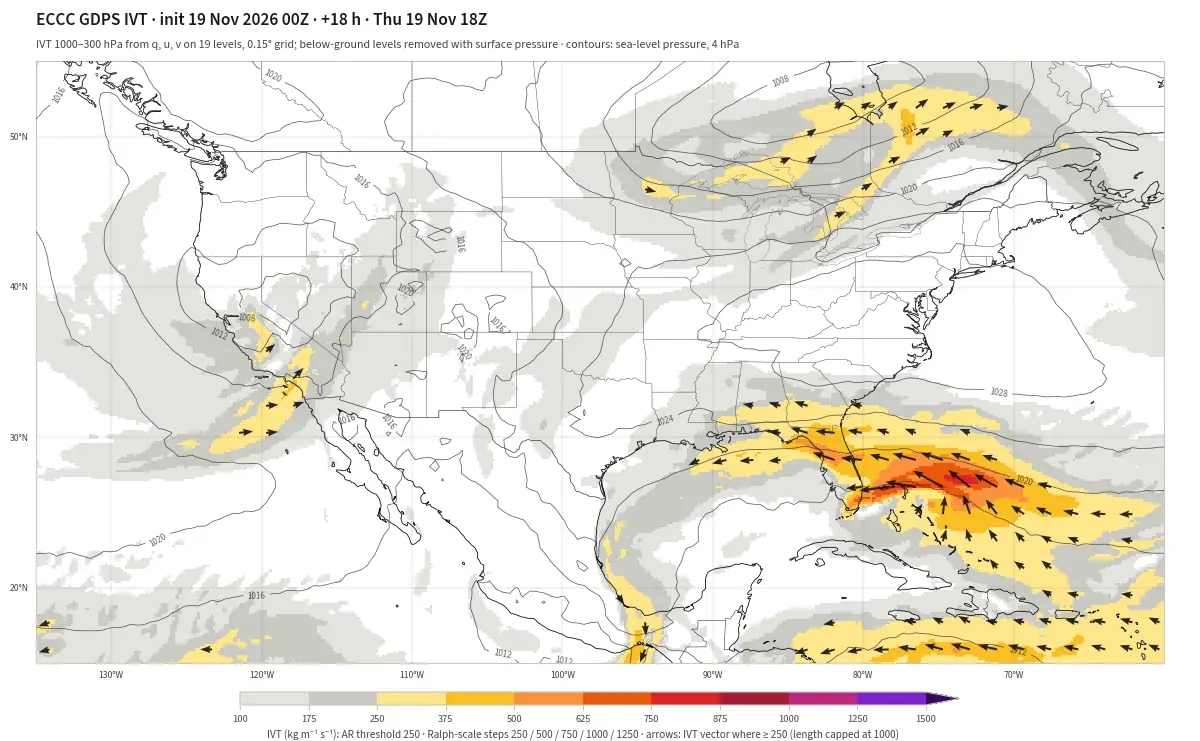 ECCC GDPS IVT · init 19 Nov 2026 00Z · +18 h · Thu 19 Nov 18Z
IVT 1000–300 hPa from q, u, v on 19 levels, 0.15° grid; below-ground levels removed with surface pressure · contours: sea-level pressure, 4 hPa
1020
1008
1016
1012
50°N
1016
1016
1020
1016
1020
40°N
1008
1016
1012
1020
1028
1016
1016
1024
30°N
1020
1020
20°N
1016
1012
1012
1012
130°W 120°W 110°W 100°W 90°W 80°W 70°W
100 175 250 375 500 625 750 875 1000 1250 1500
IVT (kg m⁻¹ s⁻¹): AR threshold 250 · Ralph-scale steps 250 / 500 / 750 / 1000 / 1250 · arrows: IVT vector where ≥ 250 (length capped at 1000)